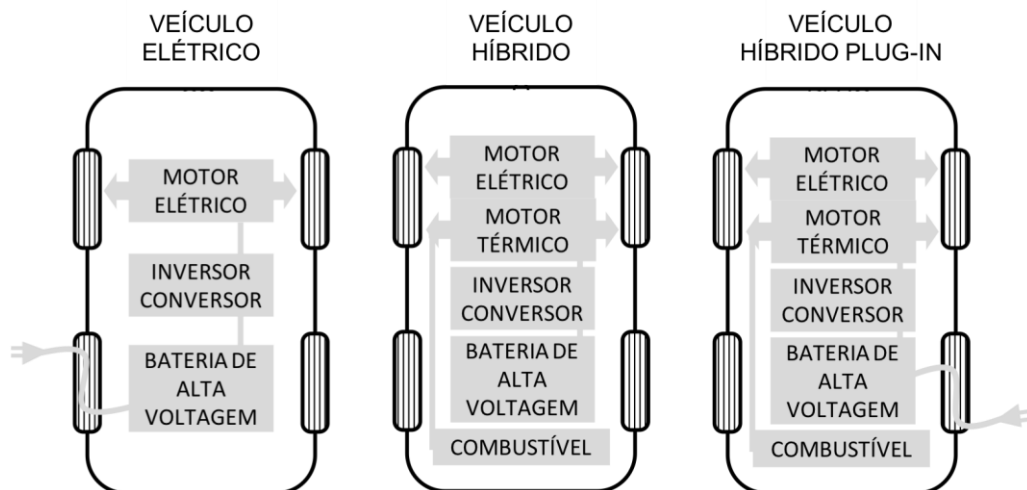 VEÍCULO
ELÉTRICO
MOTOR
ELÉTRICO
INVERSOR
CONVERSOR
BATERIA DE
ALTA
VOLTAGEM
VEÍCULO
HÍBRIDO
MOTOR
ELÉTRICO
MOTOR
TÉRMICO
INVERSOR
CONVERSOR
BATERIA DE
ALTA
VOLTAGEM
COMBUSTÍVEL
VEÍCULO
HÍBRIDO PLUG-IN
MOTOR
ELÉTRICO
MOTOR
TÉRMICO
INVERSOR
CONVERSOR
BATERIA DE
ALTA
VOLTAGEM
COMBUSTÍVEL